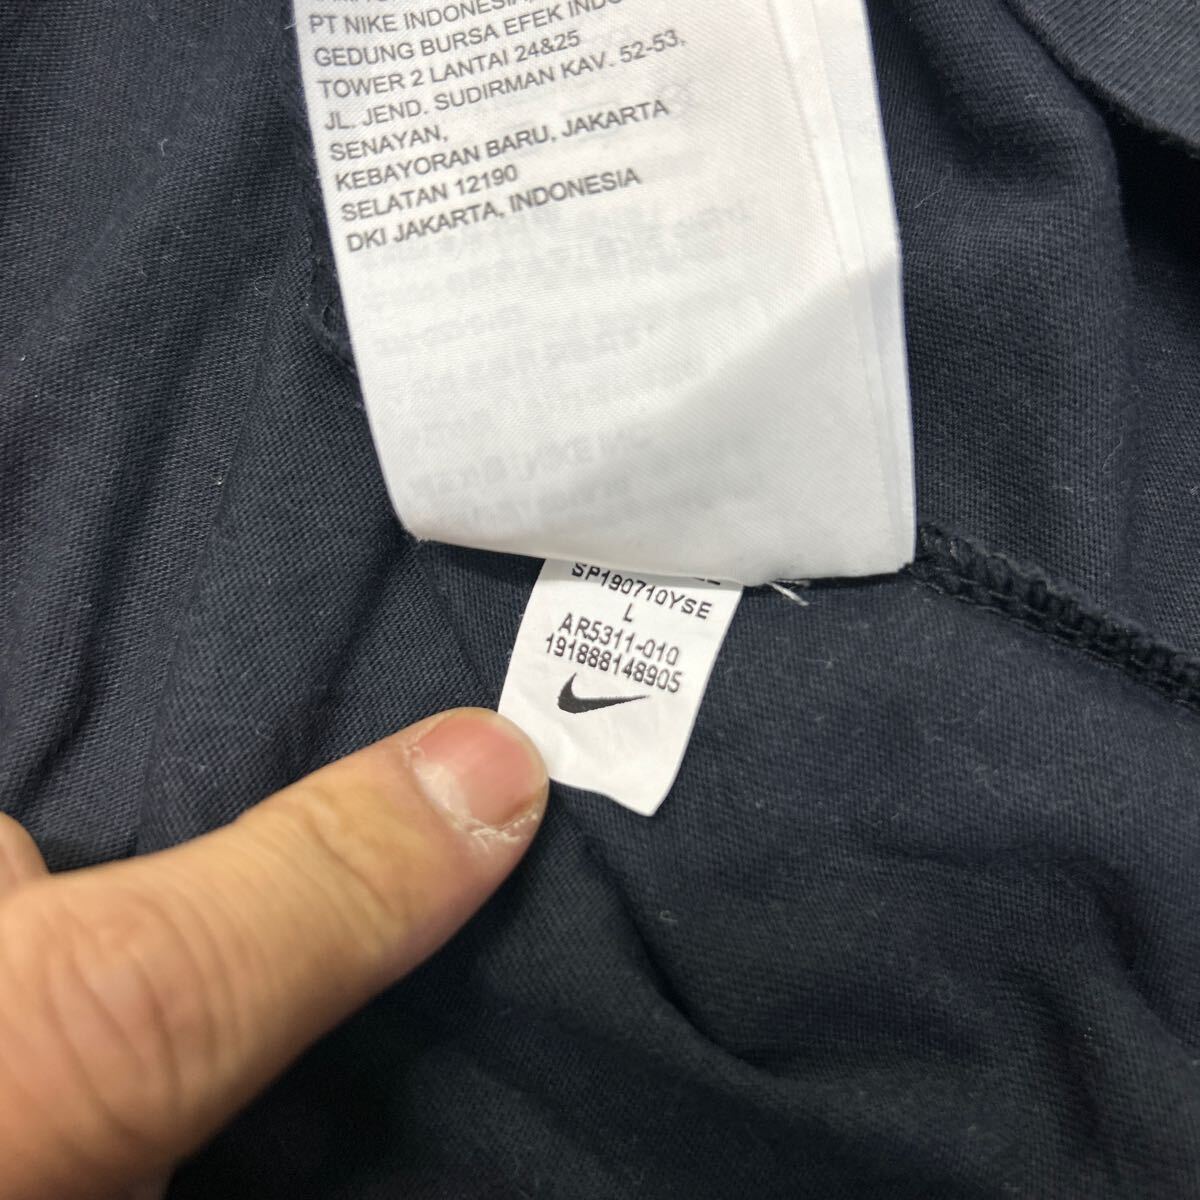 PT NIKE INDONESIA,
GEDUNG BURSA EFEK
TOWER 2 LANTAI 24&25
JL. JEND. SUDIRMAN KAV. 52-53,
SENAYAN,
KEBAYORAN BARU, JAKARTA
SELATAN 12190
DKI JAKARTA, INDONESIA
SP190710YSE
L
AR5311-010
191888148905